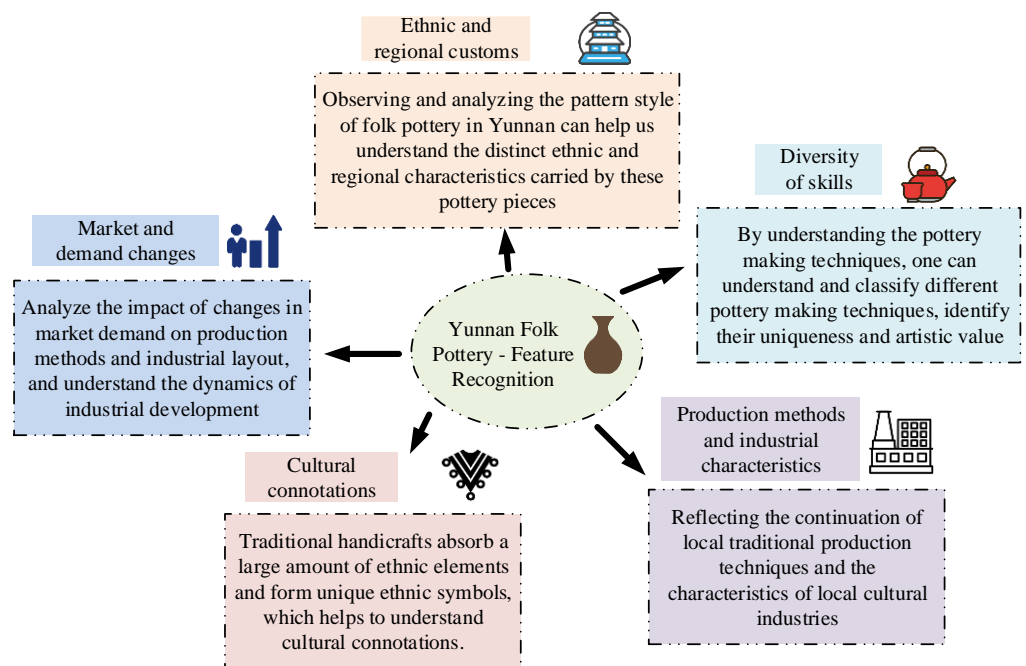 Ethnic and
regional customs
Observing and analyzing the pattern style
of folk pottery in Yunnan can help us
understand the distinct ethnic and
regional characteristics carried by these
pottery pieces
Diversity
of skills
By understanding the pottery
making techniques, one can
understand and classify different
pottery making techniques, identify
their uniqueness and artistic value
Market and
demand changes
Analyze the impact of changes in
market demand on production
methods and industrial layout,
and understand the dynamics of
industrial development
Yunnan Folk
Pottery - Feature
Recognition
Production methods
and industrial
characteristics
Reflecting the continuation of
local traditional production
techniques and the
characteristics of local cultural
industries
Cultural
connotations
Traditional handicrafts absorb a
large amount of ethnic elements
and form unique ethnic symbols,
which helps to understand
cultural connotations.